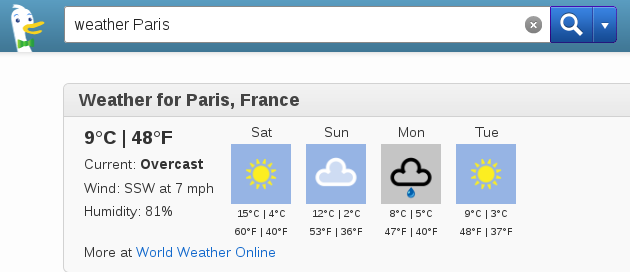 weather Paris
Weather for Paris, France
9°C | 48°F
Current: Overcast
Wind: SSW at 7 mph
Humidity: 81%
Sat Sun Mon Tue
15°C | 4°C 12°C | 2°C 8°C | 5°C 9°C | 3°C
60°F | 40°F 53°F | 36°F 47°F | 40°F 48°F | 37°F
More at World Weather Online